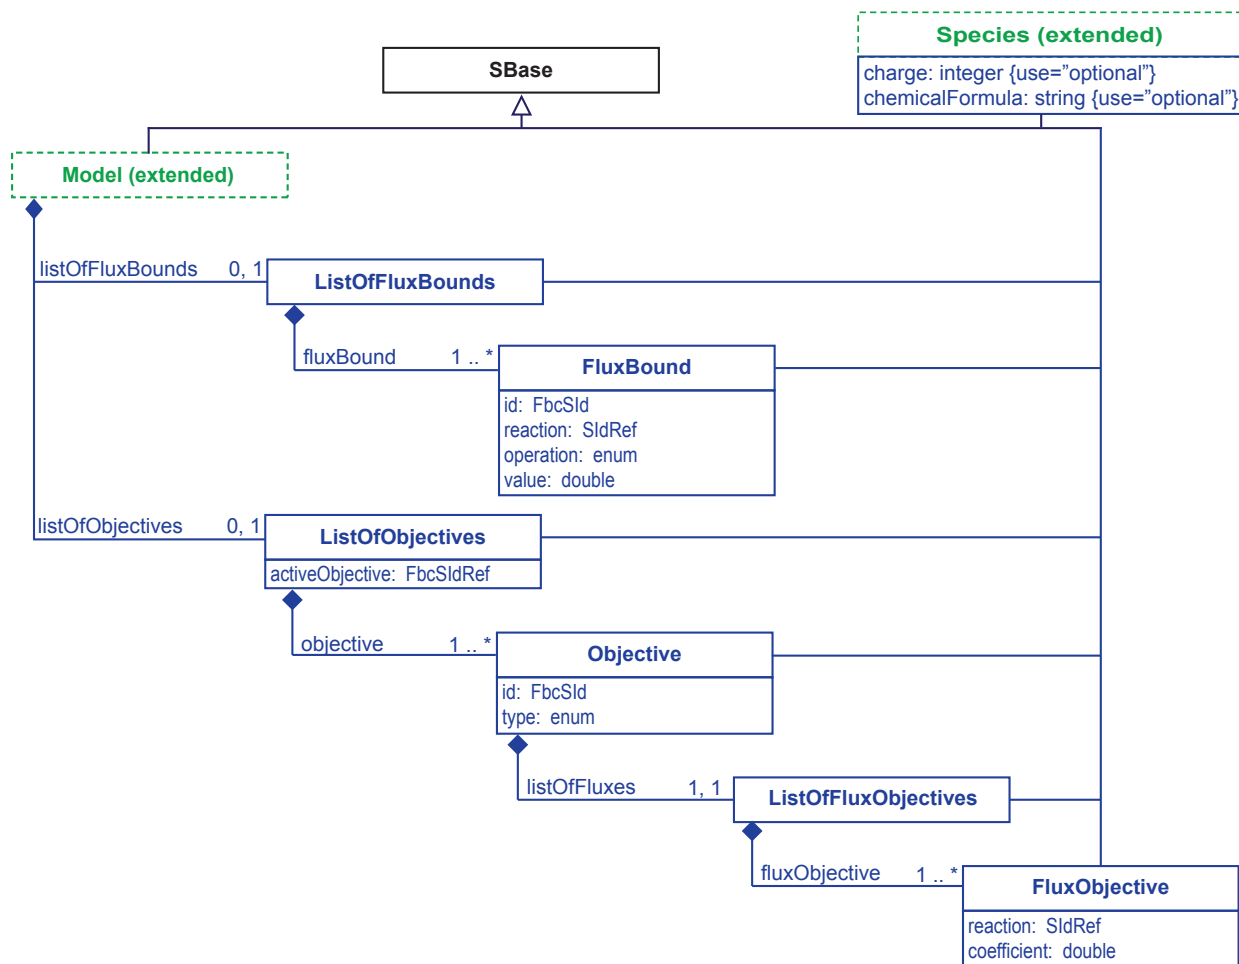 Species (extended)
charge: integer {use=”optional”}
chemicalFormula: string {use=”optional”}
SBase
Model (extended)
listOfFluxBounds 0, 1
ListOfFluxBounds
fluxBound 1 .. *
FluxBound
id: FbcSId
reaction: SIdRef
operation: enum
value: double
listOfObjectives 0, 1
ListOfObjectives
activeObjective: FbcSIdRef
objective 1 .. *
Objective
id: FbcSId
type: enum
listOfFluxes 1, 1
ListOfFluxObjectives
fluxObjective 1 .. *
FluxObjective
reaction: SIdRef
coefficient: double